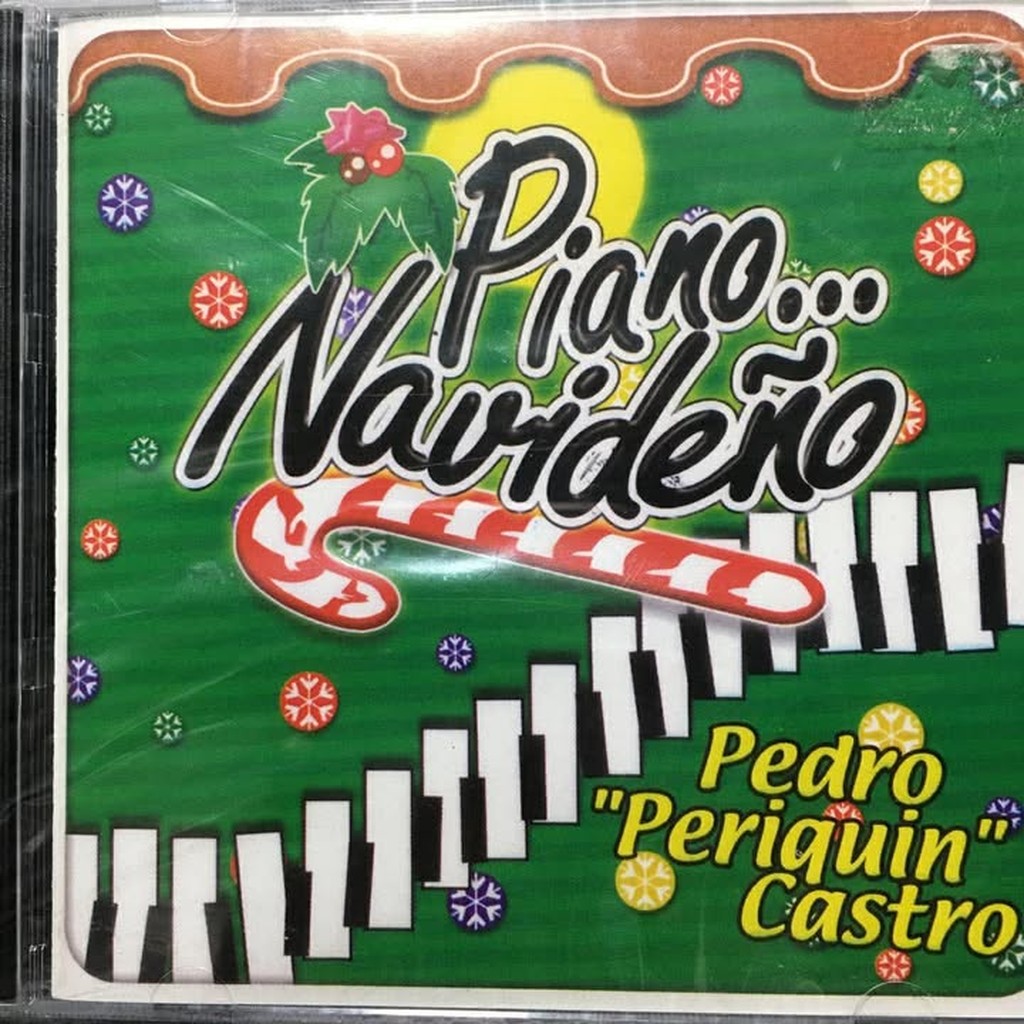 Piano...
Navideño
Pedro
"Periquin"
Castro